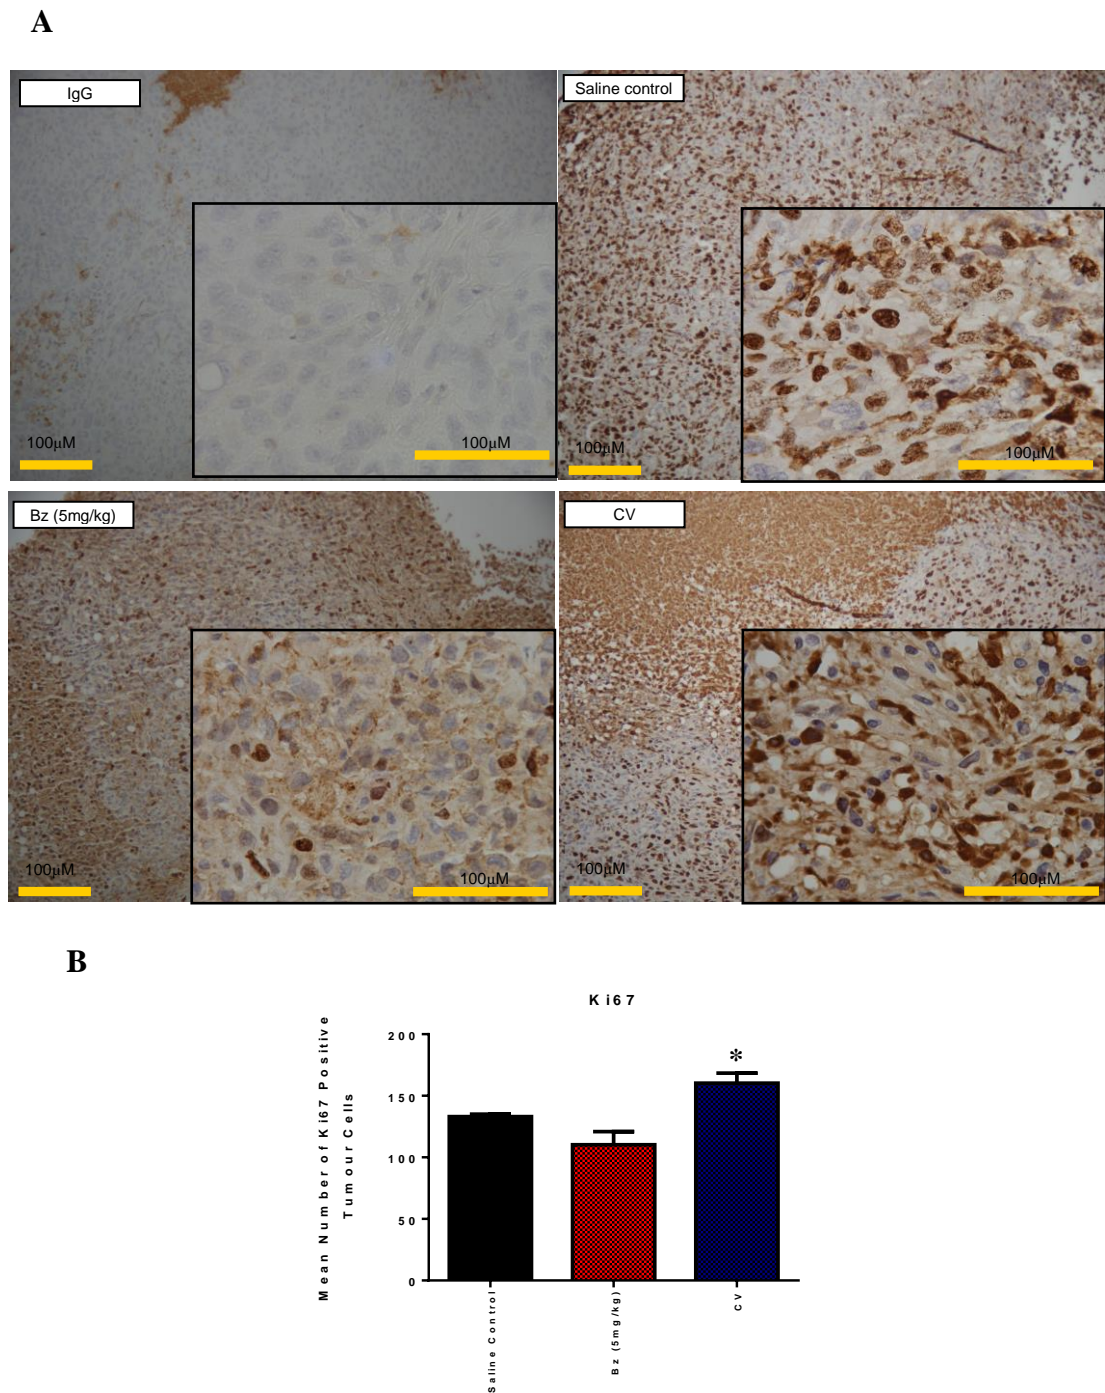 A
IgG
Saline control
100µM
100µM
100µM
100µM
Bz (5mg/kg)
CV
100µM
100µM
100µM
100µM
B
Ki67
Mean Number of Ki67 Positive
Tumour Cells
200
150
100
50
0
*
Saline Control
Bz (5mg/kg)
CV